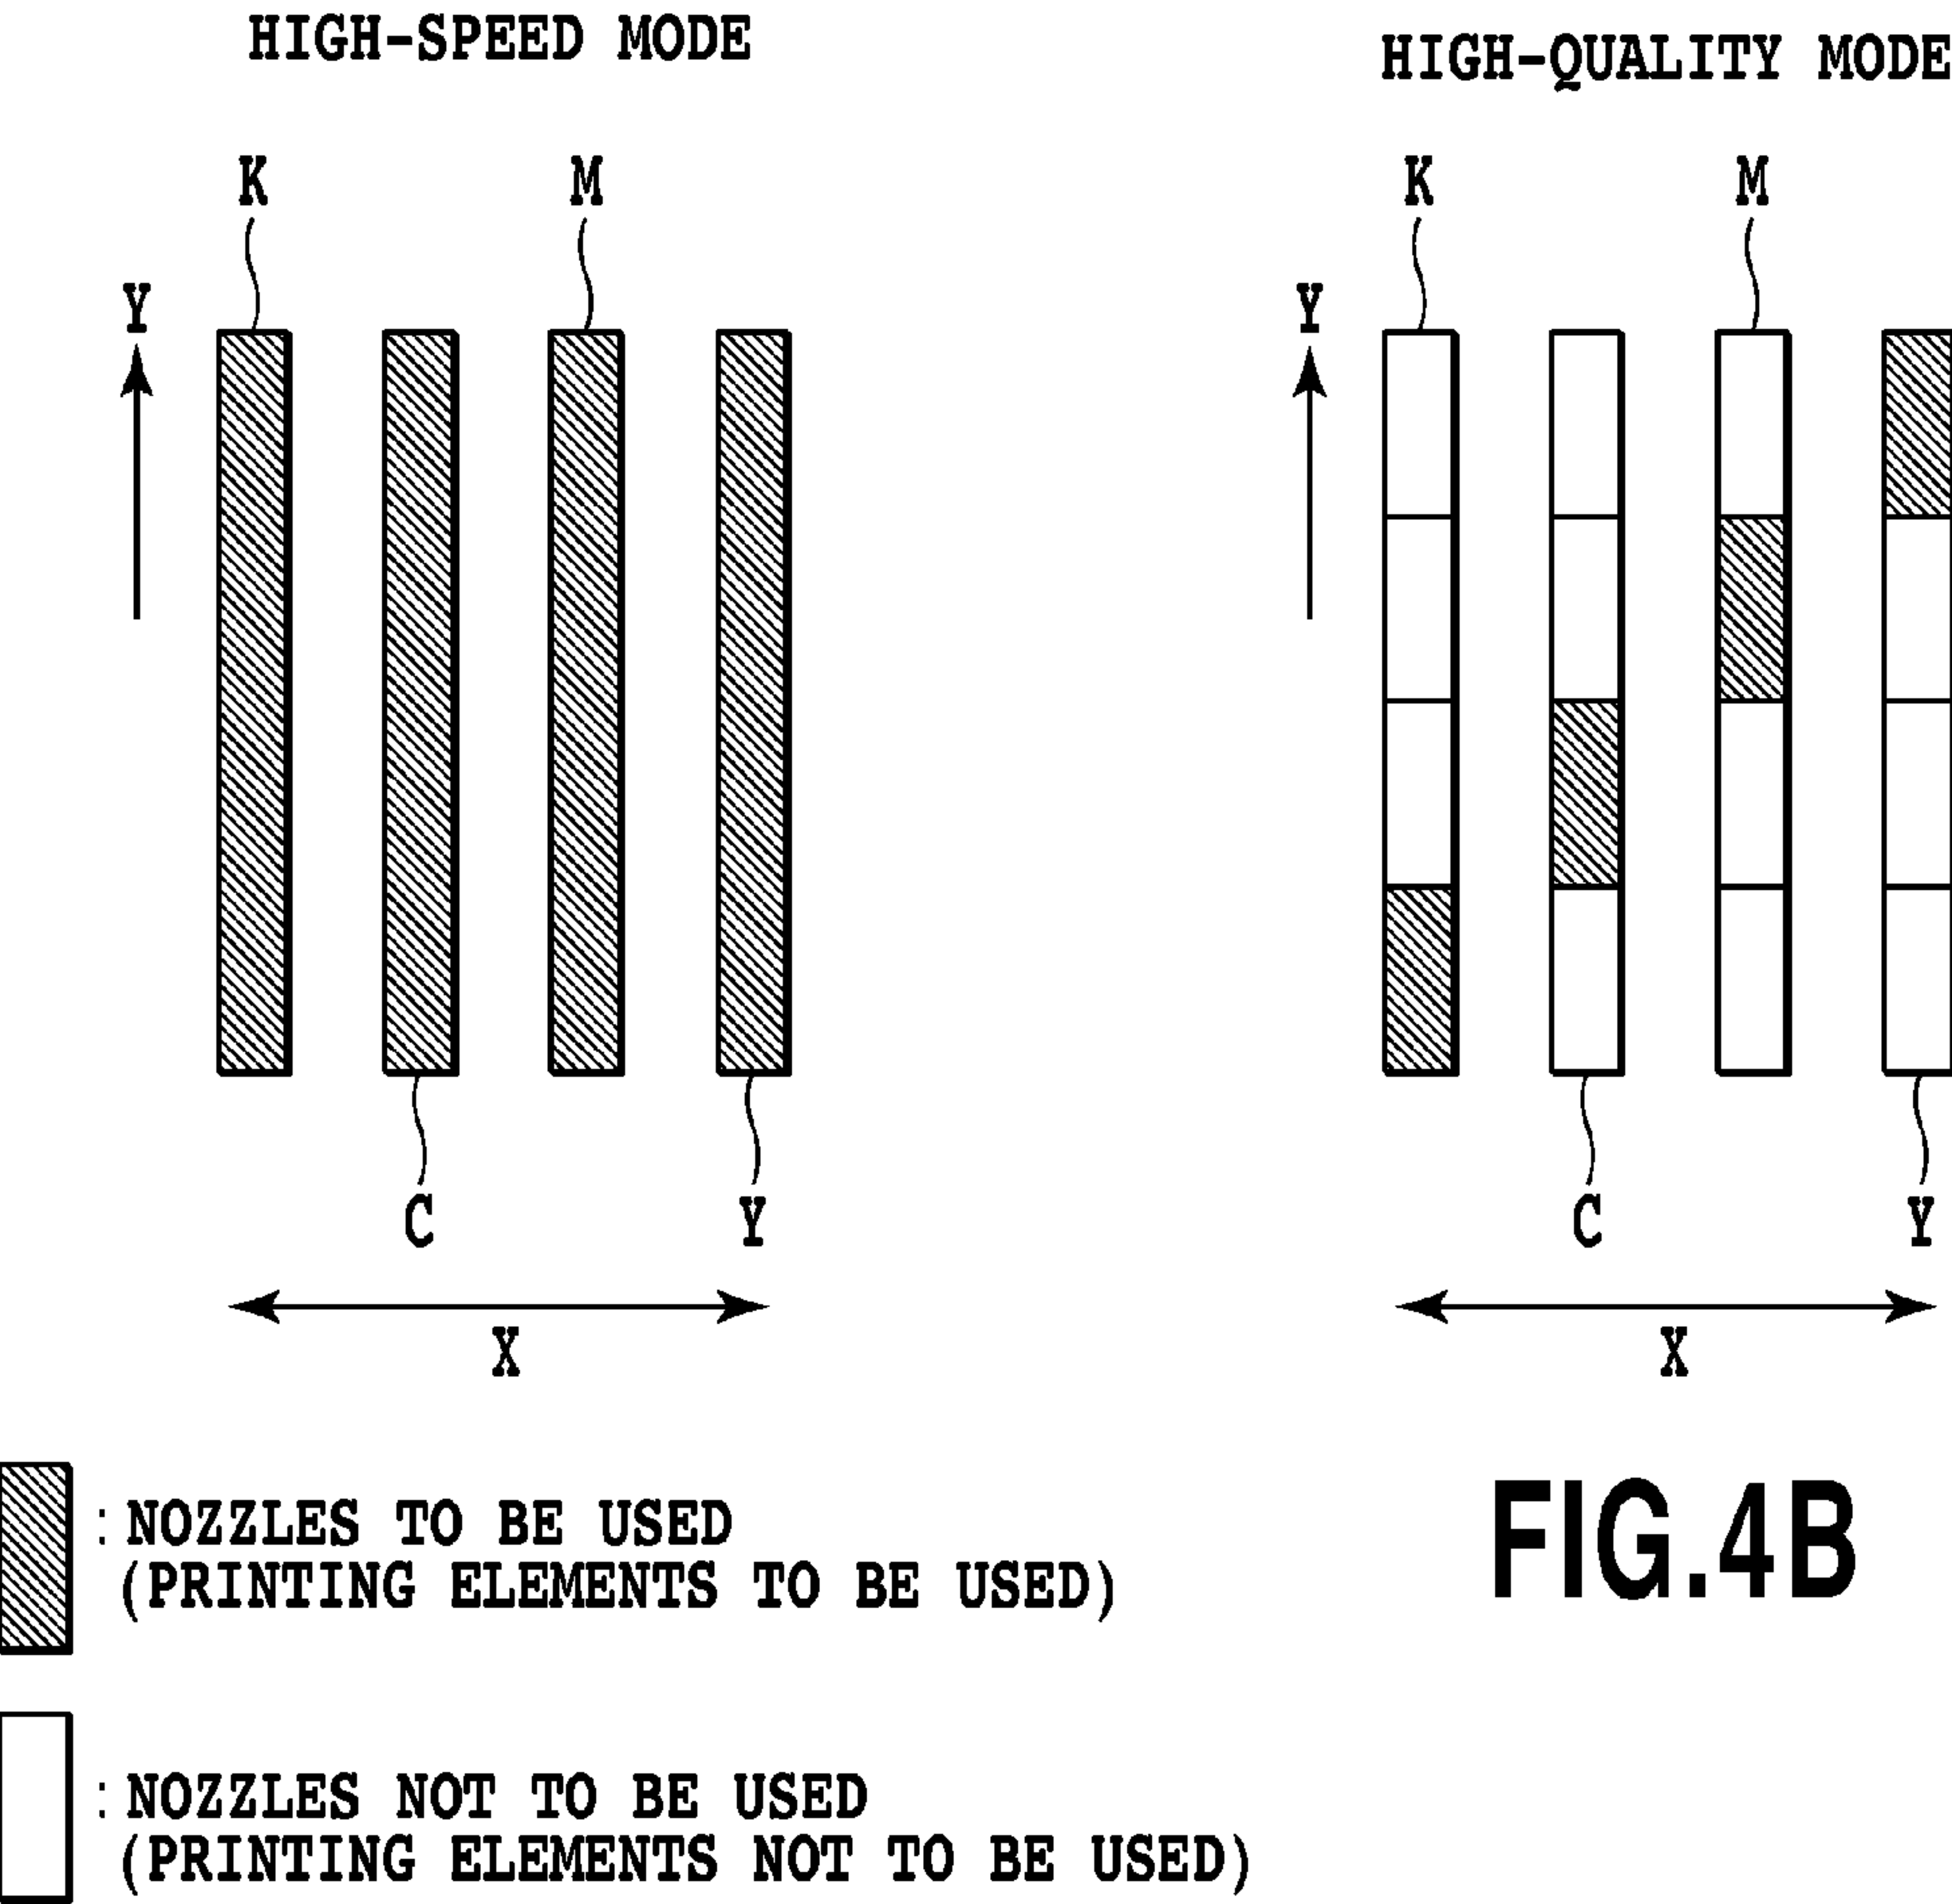 HIGH-SPEED MODE
HIGH-QUALITY MODE
K
M
K
M
Y
Y
C
Y
C
Y
X
X
: NOZZLES TO BE USED
(PRINTING ELEMENTS TO BE USED)
FIG.4B
: NOZZLES NOT TO BE USED
(PRINTING ELEMENTS NOT TO BE USED)